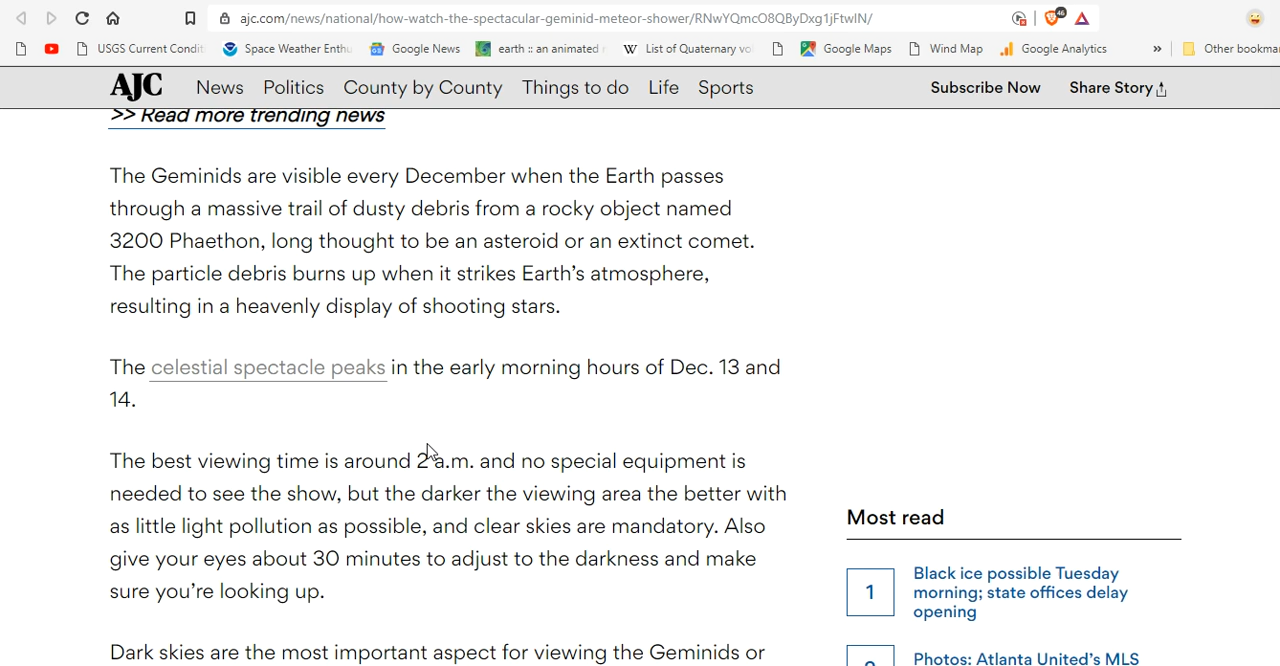 ajc.com/news/national/how-watch-the-spectacular-geminid-meteor-shower/RNwYQmcO8QByDxg1jFtwlN/
46
USGS Current Condit
Space Weather Enthu
Google News
earth :: an animated
List of Quaternary vo
Google Maps
Wind Map
Google Analytics
»
Other bookma
AJC
News
Politics
County by County
Things to do
Life
Sports
Subscribe Now
Share Story
>> Read more trending news
The Geminids are visible every December when the Earth passes
through a massive trail of dusty debris from a rocky object named
3200 Phaethon, long thought to be an asteroid or an extinct comet.
The particle debris burns up when it strikes Earth's atmosphere,
resulting in a heavenly display of shooting stars.
The celestial spectacle peaks in the early morning hours of Dec. 13 and
14.
The best viewing time is around 2 a.m. and no special equipment is
needed to see the show, but the darker the viewing area the better with
as little light pollution as possible, and clear skies are mandatory. Also
give your eyes about 30 minutes to adjust to the darkness and make
sure you're looking up.
Dark skies are the most important aspect for viewing the Geminids or
Most read
1
Black ice possible Tuesday
morning; state offices delay
opening
Photos: Atlanta United's MLS